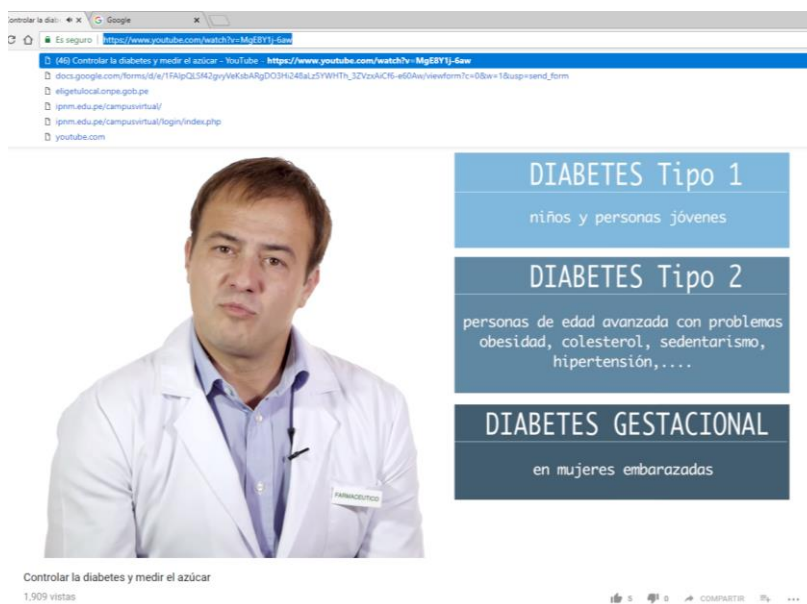 Controlar la diab
Google
Es seguro
https://www.youtube.com/watch?v=MgE8Y1j-6aw
(46) Controlar la diabetes y medir el azúcar - YouTube - https://www.youtube.com/watch?v=MgE8Y1j-6aw
eligetulocal.onpe.gob.pe
ipnm.edu.pe/campusvirtual/
ipnm.edu.pe/campusvirtual/login/index.php
youtube.com
DIABETES Tipo 1
niños y personas jóvenes
DIABETES Tipo 2
personas de edad avanzada con problemas
obesidad, colesterol, sedentarismo,
hipertensión,....
DIABETES GESTACIONAL
en mujeres embarazadas
FARMACEUTICO
Controlar la diabetes y medir el azúcar
1,909 vistas
5
0
COMPARTIR